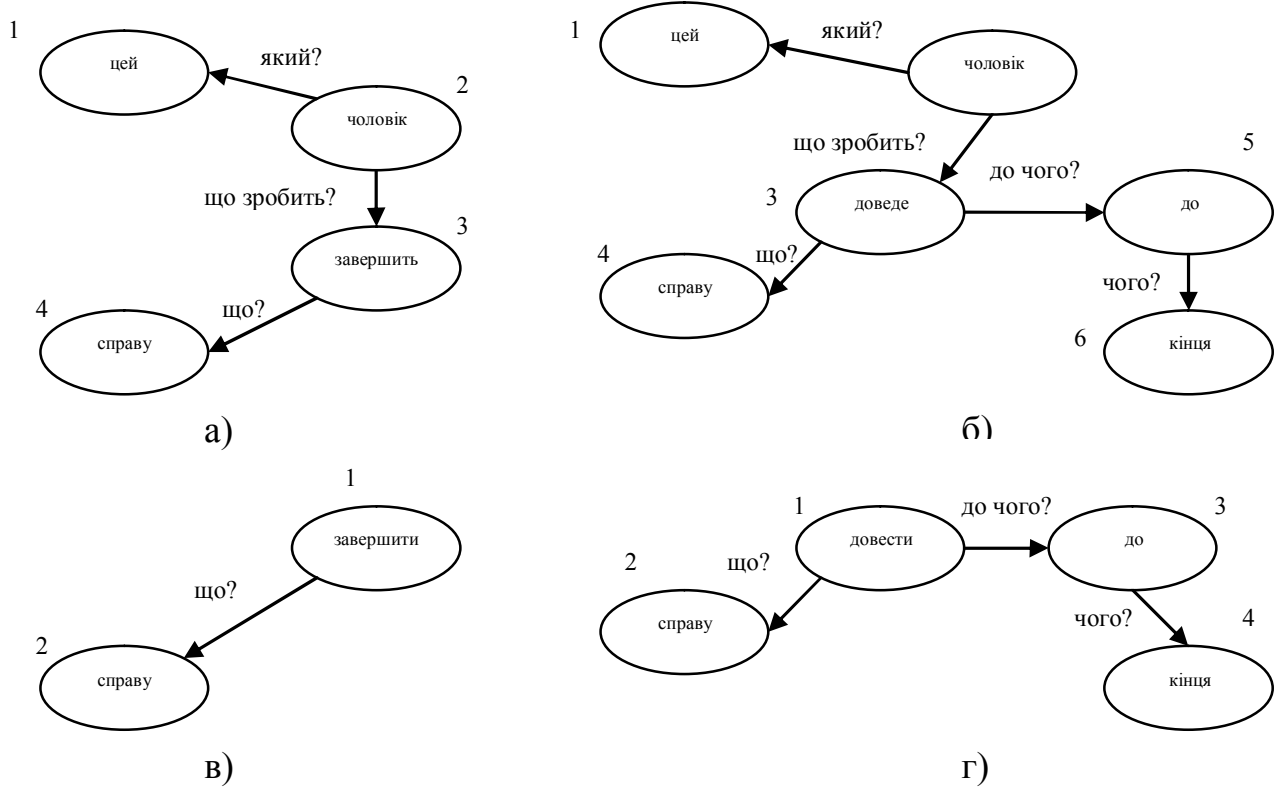 1
цей
який?
2
чоловік
що зробить?
3
завершить
що?
4
справу
а)
1
цей
який?
чоловік
що зробить?
3
доведе
до чого?
5
до
4
що?
справу
чого?
6
кінця
б)
1
завершити
що?
2
справу
в)
1
довести
до чого?
3
до
2
що?
справу
чого?
4
кінця
г)